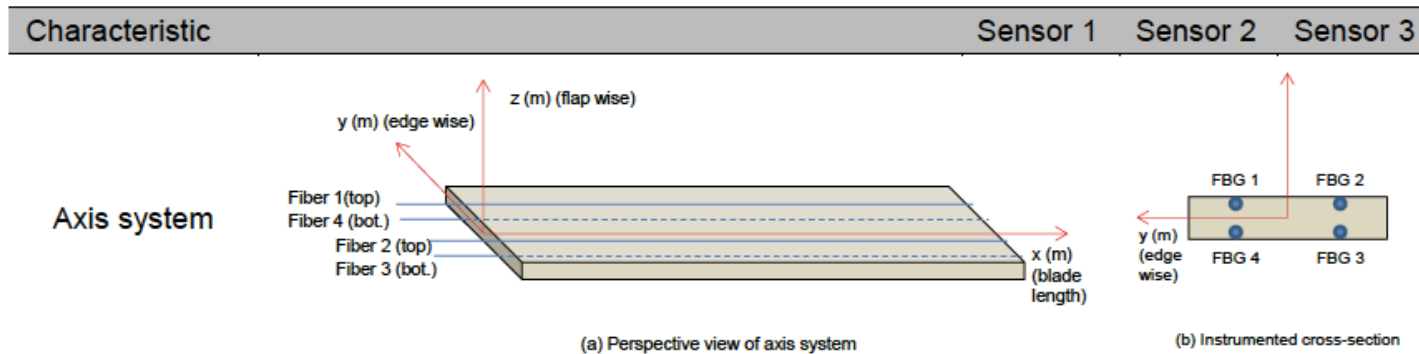 Characteristic Sensor 1 Sensor 2 Sensor 3
Axis system
z (m) (flap wise)
y (m) (edge wise)
Fiber 1(top)
Fiber 4 (bot.)
Fiber 2 (top)
Fiber 3 (bot.)
x (m)
(blade
length)
(a) Perspective view of axis system
FBG 1 FBG 2
y (m)
(edge
wise)
FBG 4 FBG 3
(b) Instrumented cross-section